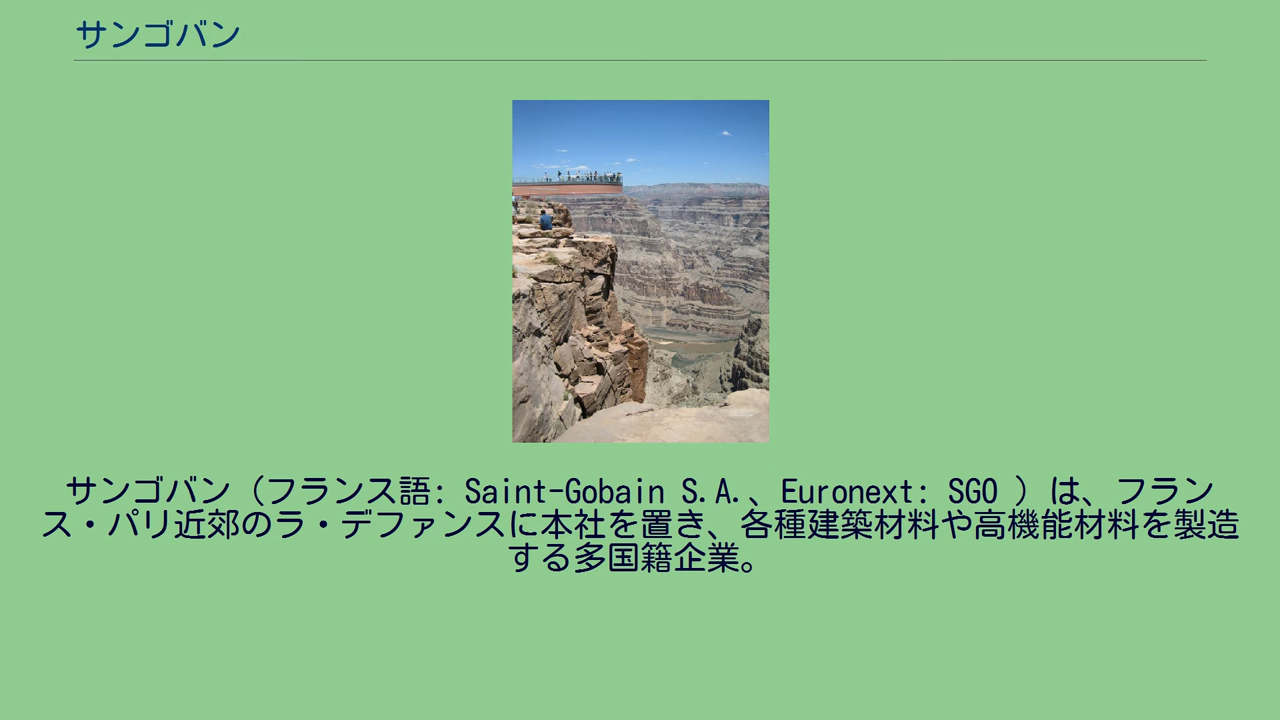 サンゴバン
サンゴバン（フランス語: Saint-Gobain S.A.、Euronext: SGO ）は、フラン
ス・パリ近郊のラ・デファンスに本社を置き、各種建築材料や高機能材料を製造
する多国籍企業。